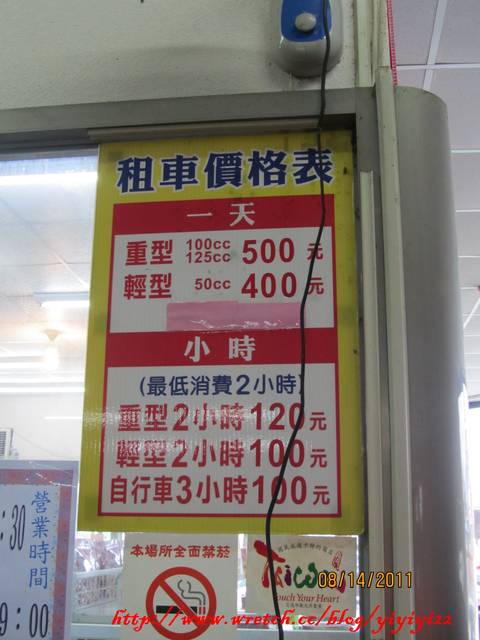 租車價格表
一天
重型 100cc 125cc 500元
輕型 50cc 400元
小時
(最低消費2小時)
重型2小時120元
輕型2小時100元
自行車3小時100元
營業時間
:30
9:00
本場所全面禁菸
Touch Your Heart
08/14/2011
http://www.wretch.cc/blog/yiyiyi22